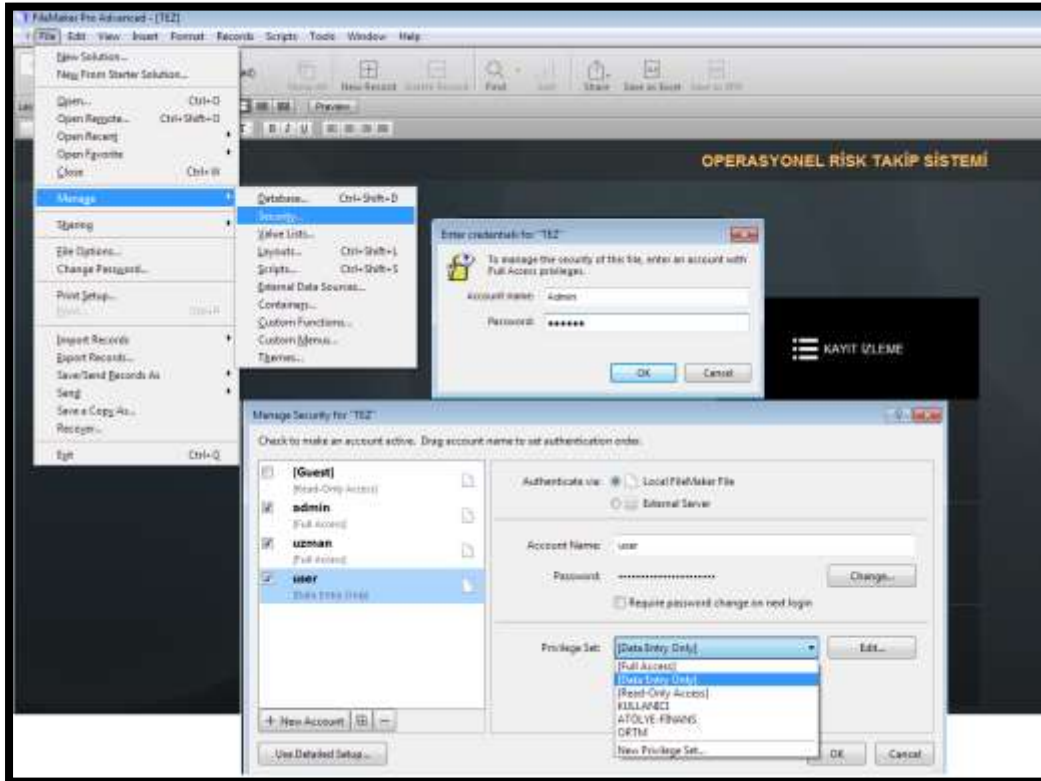 FileMaker Pro Advanced - [TEZ]
File Edit View Insert Format Records Scripts Tools Window Help
New Solution...
New From Starter Solution...
Open... Ctrl+O
Open Remote... Ctrl+Shift+O
Open Recent
Open Favorite
Close Ctrl+W
Manage
Sharing
File Options...
Change Password...
Print Setup...
Import Records
Export Records...
Save/Send Records As
Send
Save a Copy As...
Recover...
Exit Ctrl+Q
New Record
Find
Share
Save as Excel
Preview
B I U
OPERASYONEL RİSK TAKİP SİSTEMİ
Database... Ctrl+Shift+D
Security...
Value Lists...
Layouts... Ctrl+Shift+L
Scripts... Ctrl+Shift+S
External Data Sources...
Containers...
Custom Functions...
Custom Menus...
Themes...
Enter credentials for "TEZ"
To manage the security of this file, enter an account with
Full Access privileges.
Account name: Admin
Password:
OK Cancel
KAYIT İZLEME
Manage Security for "TEZ"
Check to make an account active. Drag account name to set authentication order.
[Guest]
[Read-Only Access]
admin
[Full Access]
uzman
[Full Access]
user
[Data Entry Only]
+ New Account
Use Detailed Setup...
Authenticate via: Local FileMaker File
External Server
Account Name: user
Password: Change...
Require password change on next login
Privilege Set: [Data Entry Only] Edit...
[Full Access]
[Data Entry Only]
[Read-Only Access]
KULLANICI
ATÖLYE-FİNANS
ORTM
New Privilege Set...
OK Cancel